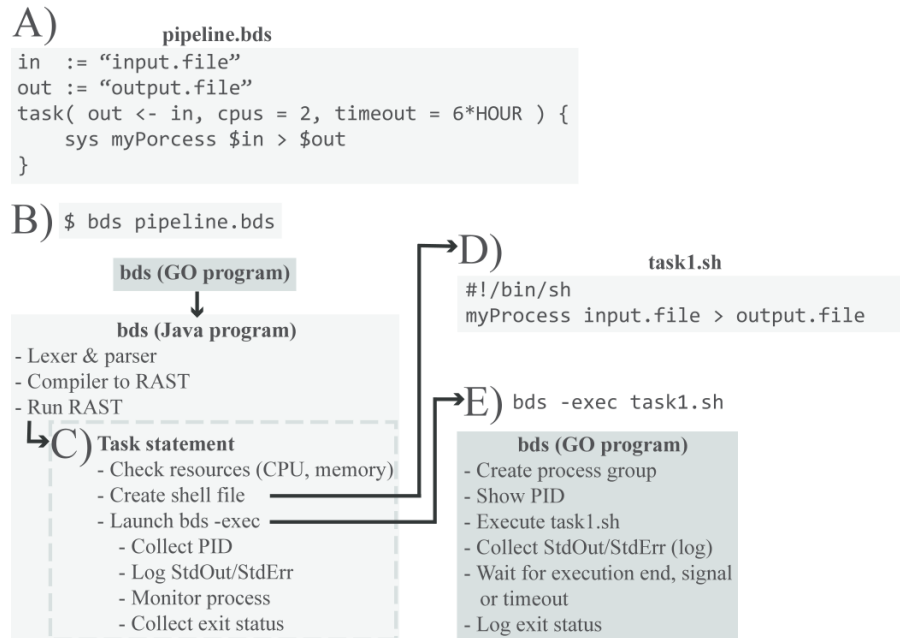 A)
pipeline.bds
in  := “input.file”
out := “output.file”
task( out <- in, cpus = 2, timeout = 6*HOUR ) {
    sys myPorcess $in > $out
}
B) $ bds pipeline.bds
bds (GO program)
bds (Java program)
- Lexer & parser
- Compiler to RAST
- Run RAST
C) Task statement
- Check resources (CPU, memory)
- Create shell file
- Launch bds -exec
- Collect PID
- Log StdOut/StdErr
- Monitor process
- Collect exit status
D)
task1.sh
#!/bin/sh
myProcess input.file > output.file
E) bds -exec task1.sh
bds (GO program)
- Create process group
- Show PID
- Execute task1.sh
- Collect StdOut/StdErr (log)
- Wait for execution end, signal
or timeout
- Log exit status